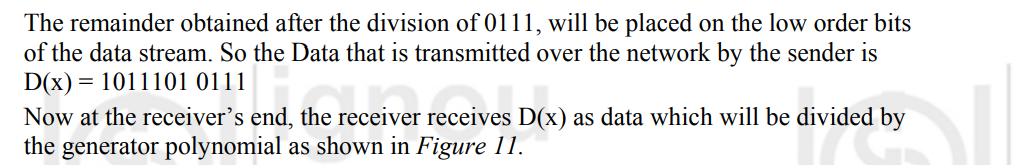 The remainder obtained after the division of 0111, will be placed on the low order bits
of the data stream. So the Data that is transmitted over the network by the sender is
D(x) = 1011101 0111
Now at the receiver’s end, the receiver receives D(x) as data which will be divided by
the generator polynomial as shown in Figure 11.
ignou